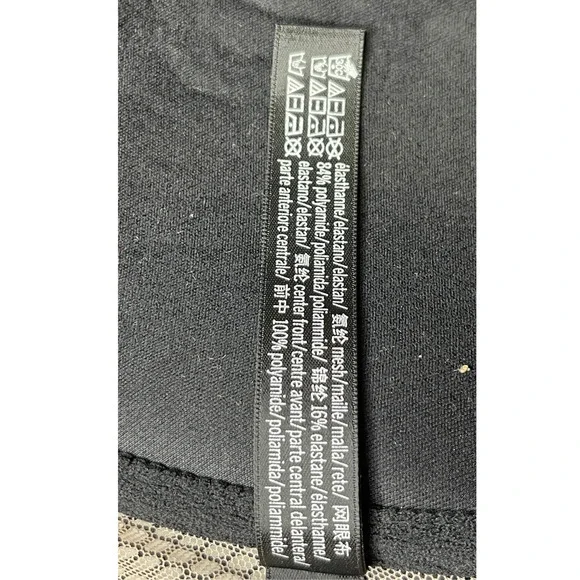 élasthanne/elastano/elastan/ 氨纶 mesh/maille/malla/rete/ 网眼布
84% polyamide/poliamida/poliammide/ 锦纶 16% elastane/élasthanne/
elastano/elastan/ 氨纶 center front/centre avant/parte central delantera/
parte anteriore centrale/ 前中 100% polyamide/poliamida/poliammide/